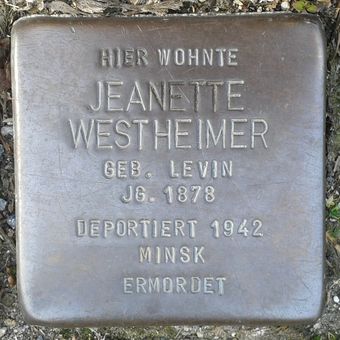 HIER WOHNTE
JEANETTE
WESTHEIMER
GEB. LEVIN
JG. 1878
DEPORTIERT 1942
MINSK
ERMORDET